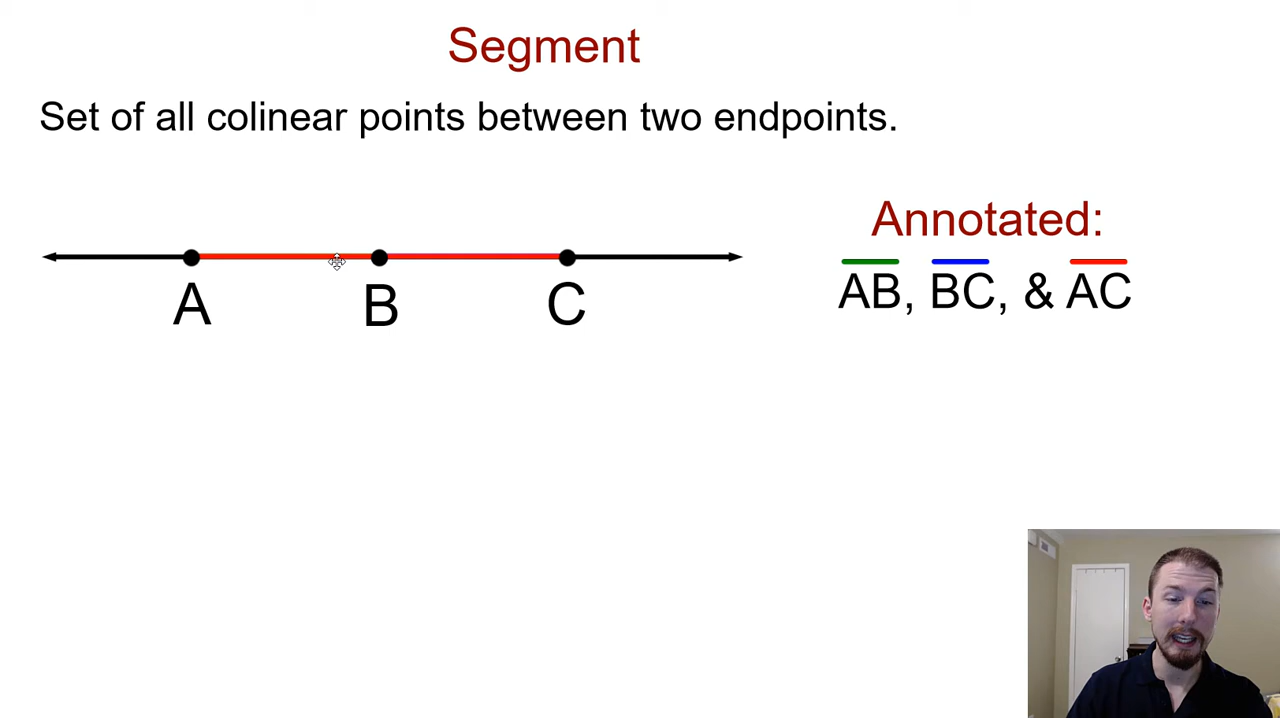 Segment
Set of all colinear points between two endpoints.
Annotated:
AB, BC, & AC
A B C